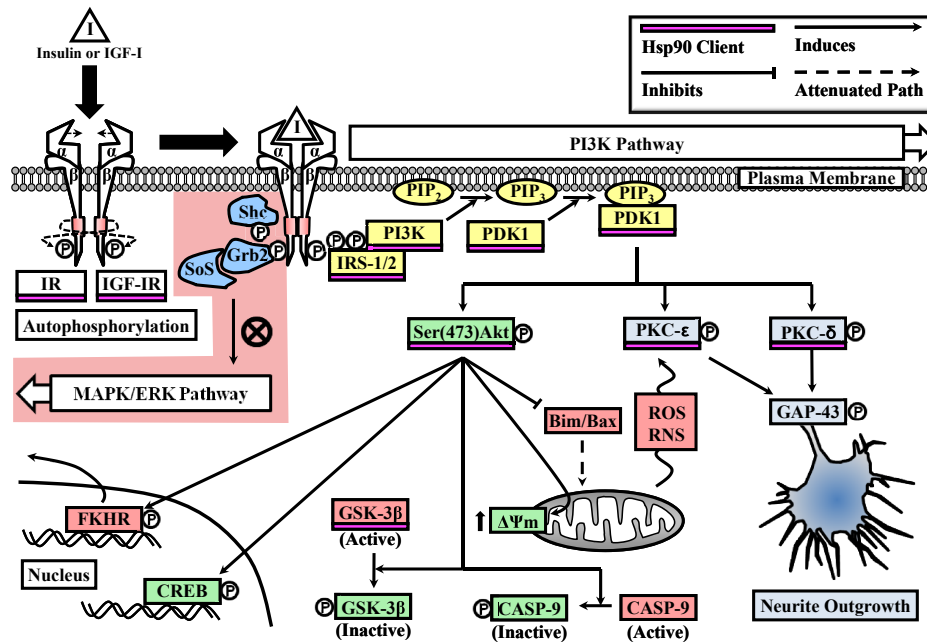 I
Insulin or IGF-I
Hsp90 Client
Induces
Inhibits
Attenuated Path
α
α
β
β
I
α
α
β
β
PI3K Pathway
Plasma Membrane
PIP2
PIP3
PIP3
PDK1
PI3K
PDK1
IRS-1/2
P
P
Shc
P
Grb2
P
P
SoS
P
P
IR
IGF-IR
Autophosphorylation
MAPK/ERK Pathway
Ser(473)Akt
P
PKC-ε
P
PKC-δ
P
Bim/Bax
ROS
RNS
GAP-43
P
FKHR
P
GSK-3β
(Active)
ΔΨm
Nucleus
CREB
P
P
GSK-3β
(Inactive)
P
CASP-9
(Inactive)
CASP-9
(Active)
Neurite Outgrowth